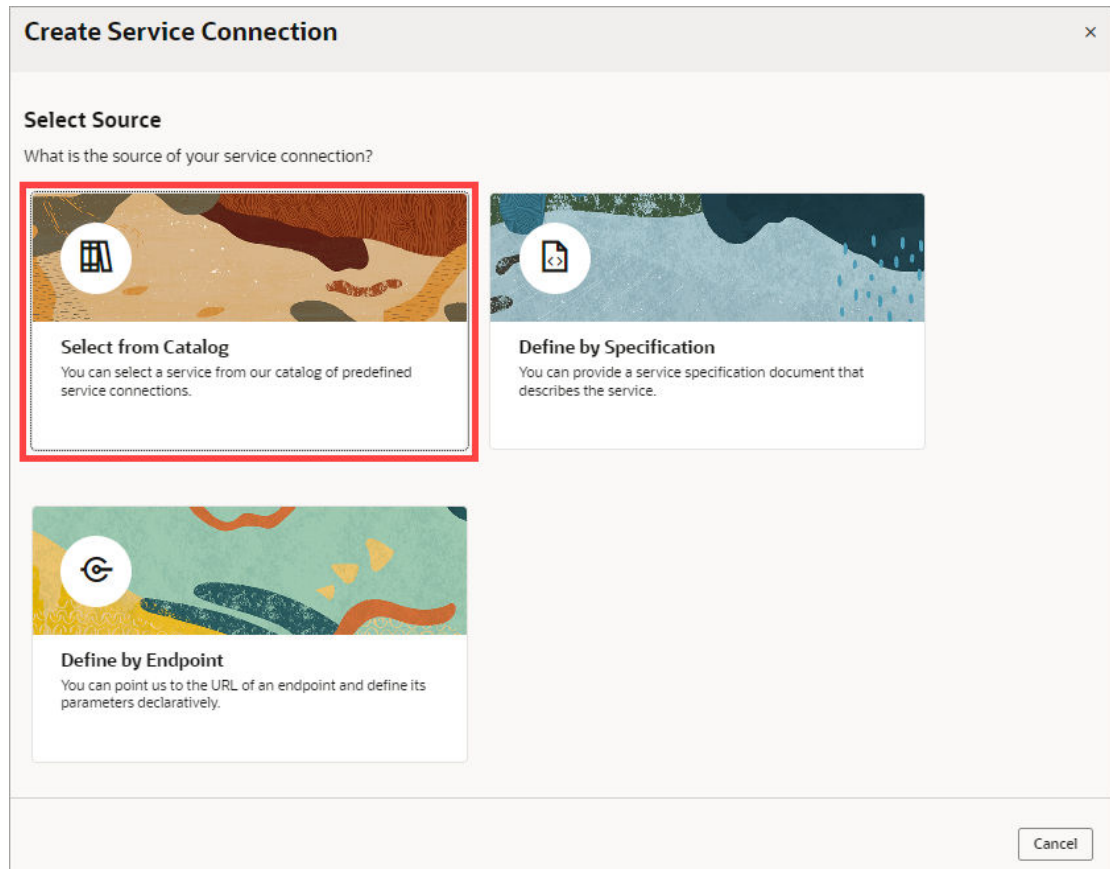 Create Service Connection
×
Select Source
What is the source of your service connection?
Select from Catalog
You can select a service from our catalog of predefined
service connections.
Define by Specification
You can provide a service specification document that
describes the service.
Define by Endpoint
You can point us to the URL of an endpoint and define its
parameters declaratively.
Cancel